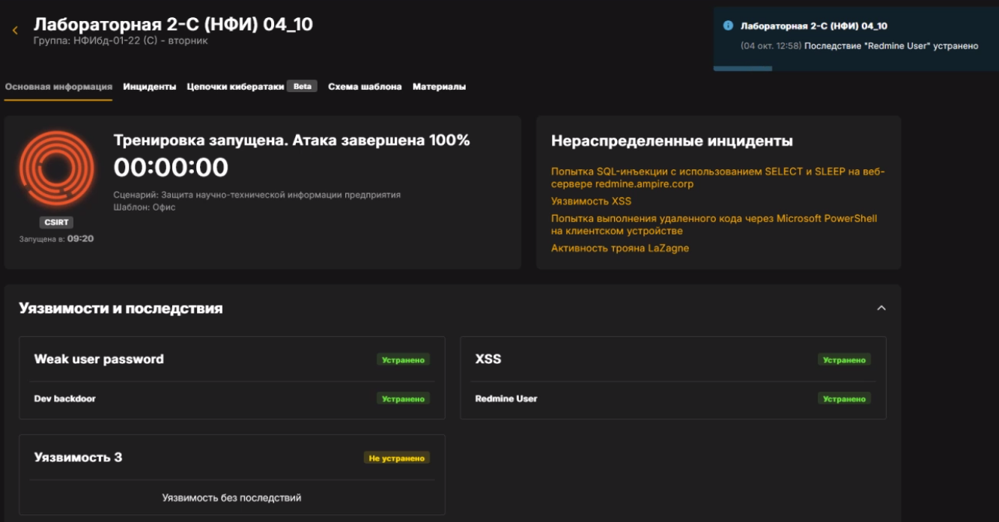 Лабораторная 2-С (НФИ) 04_10
Группа: НФИбд-01-22 (С) - вторник
Лабораторная 2-С (НФИ) 04_10
(04 окт. 12:58) Последствие "Redmine User" устранено
Основная информация Инциденты Цепочки кибератаки Beta Схема шаблона Материалы
Тренировка запущена. Атака завершена 100%
00:00:00
Сценарий: Защита научно-технической информации предприятия
Шаблон: Офис
CSIRT
Запущена в: 09:20
Нераспределенные инциденты
Попытка SQL-инъекции с использованием SELECT и SLEEP на веб-
сервере redmine.ampire.corp
Уязвимость XSS
Попытка выполнения удаленного кода через Microsoft PowerShell
на клиентском устройстве
Активность трояна LaZagne
Уязвимости и последствия
Weak user password Устранено
Dev backdoor Устранено
XSS Устранено
Redmine User Устранено
Уязвимость 3 Не устранено
Уязвимость без последствий